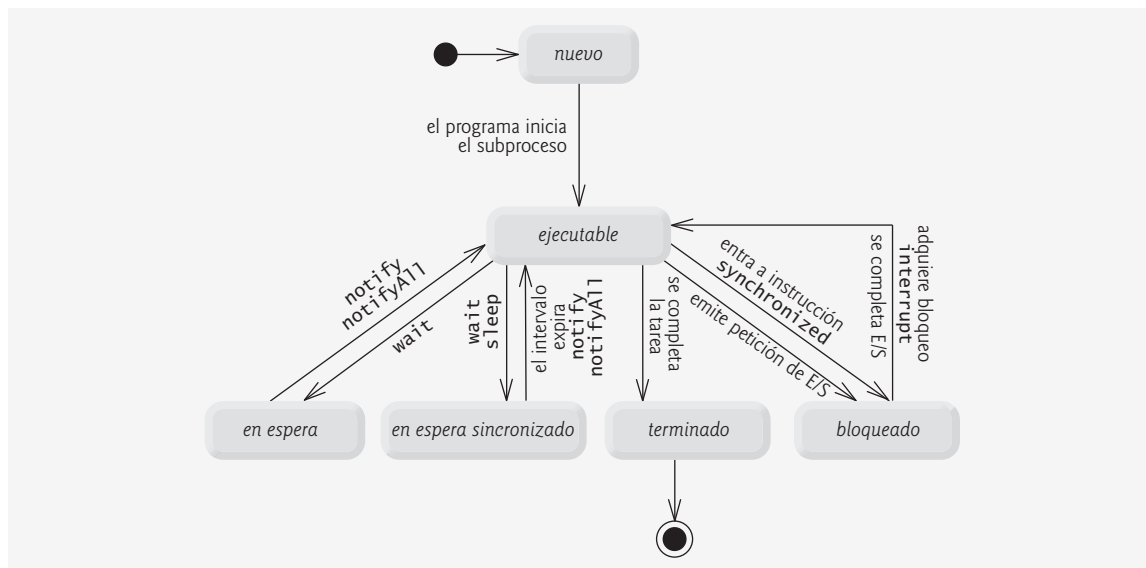 nuevo
el programa inicia
el subproceso
ejecutable
notify
notifyAll
wait
wait
sleep
el intervalo
expira
notify
notifyAll
se completa
la tarea
entra a instrucción
synchronized
emite petición de E/S
se completa E/S
interrupt
adquiere bloqueo
en espera
en espera sincronizado
terminado
bloqueado